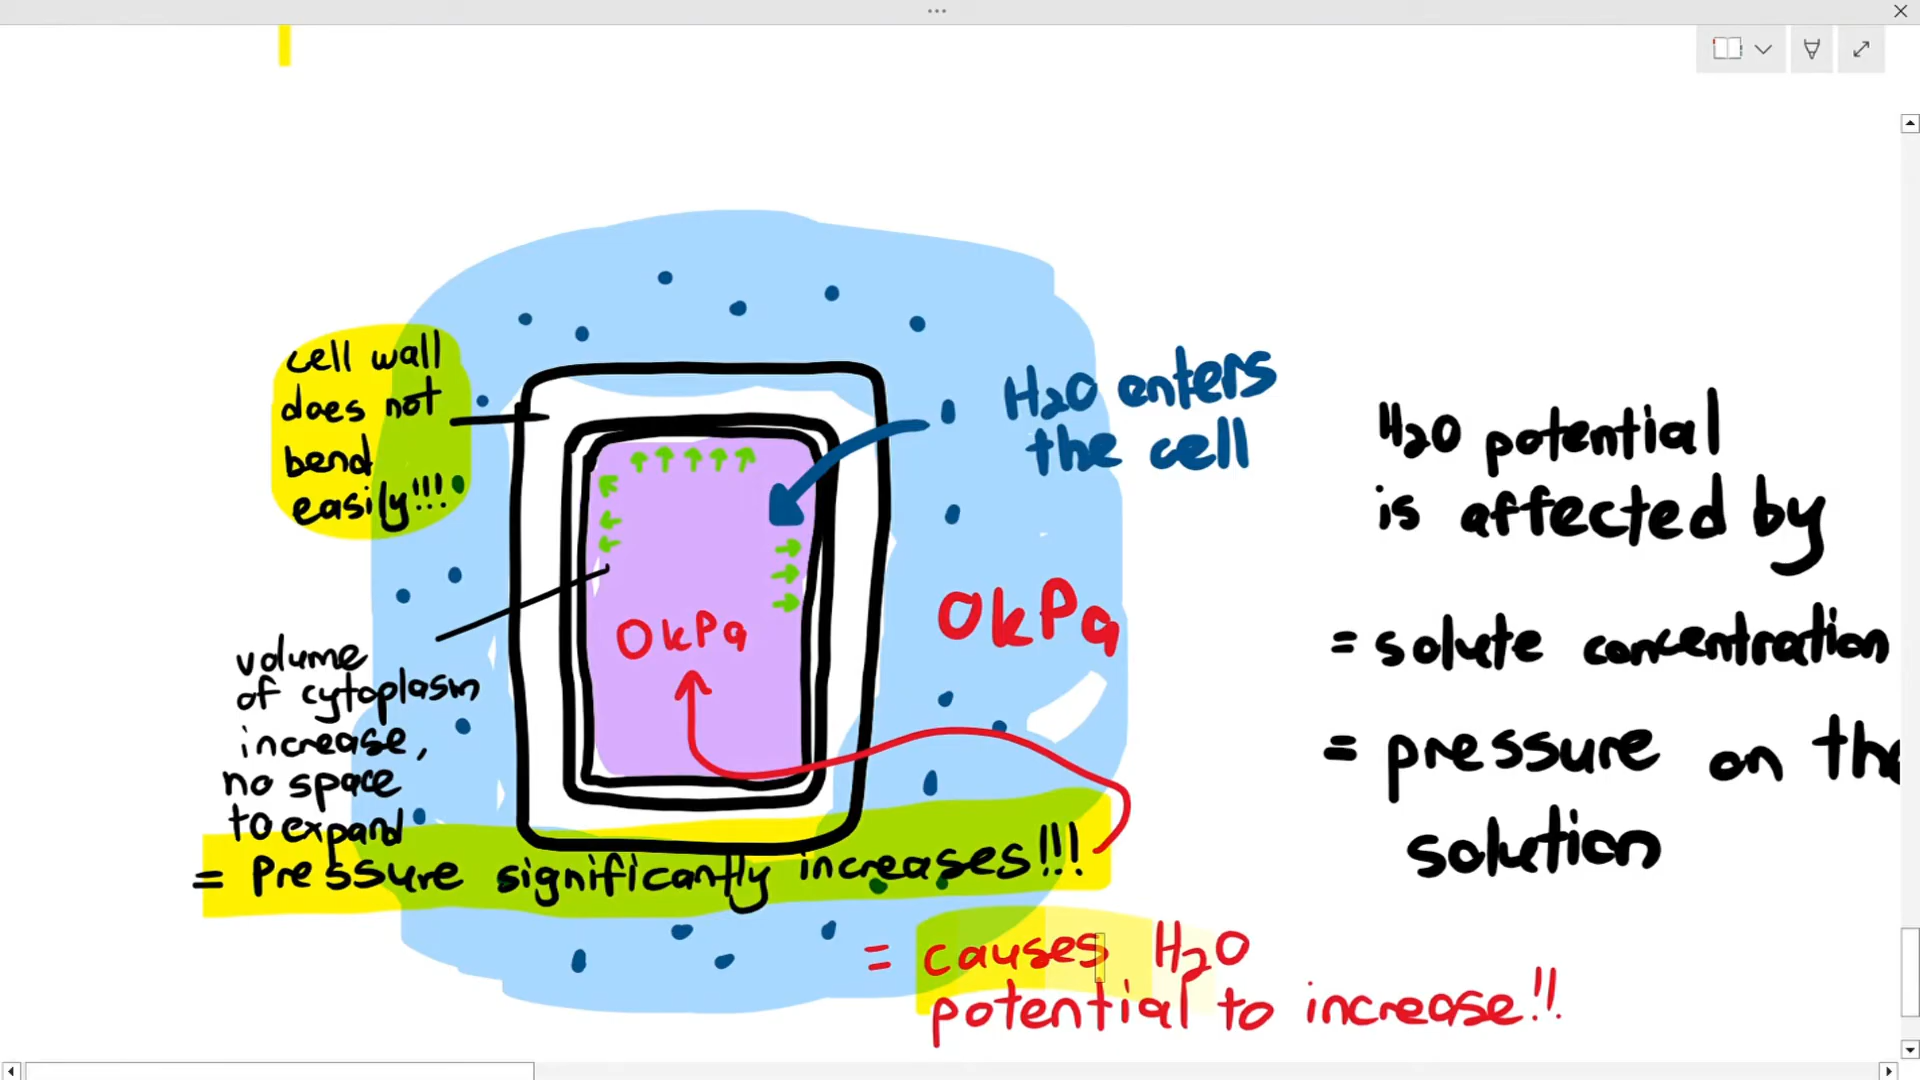 cell wall
does not
bend
easily!!!
H2O enters
the cell
volume
of cytoplasm
increase,
no space
to expand
= Pressure significantly increases!!!
0kPa
0kPa
= causes H2O
potential to increase!!
H2O potential
is affected by
= solute concentration
= pressure on the
solution